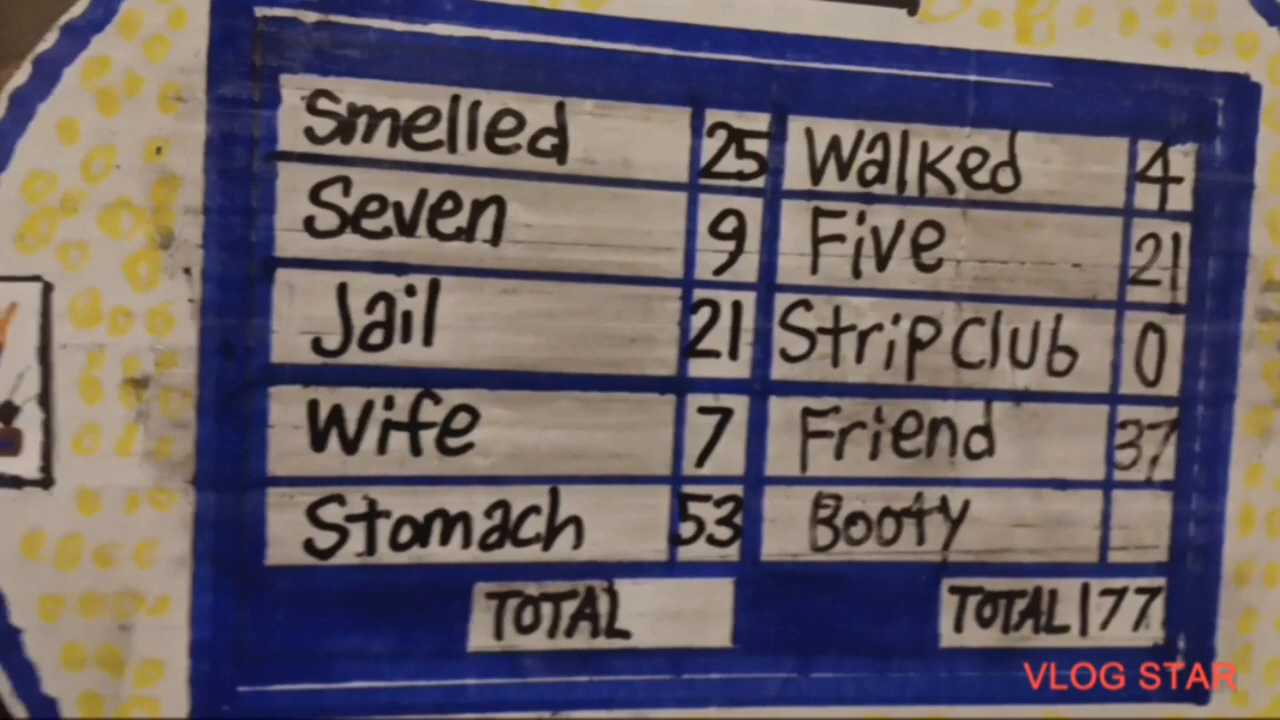 Smelled 25 Walked 4
Seven 9 Five 21
Jail 21 Strip Club 0
Wife 7 Friend 37
Stomach 53 Booty
TOTAL TOTAL 177
VLOG STAR